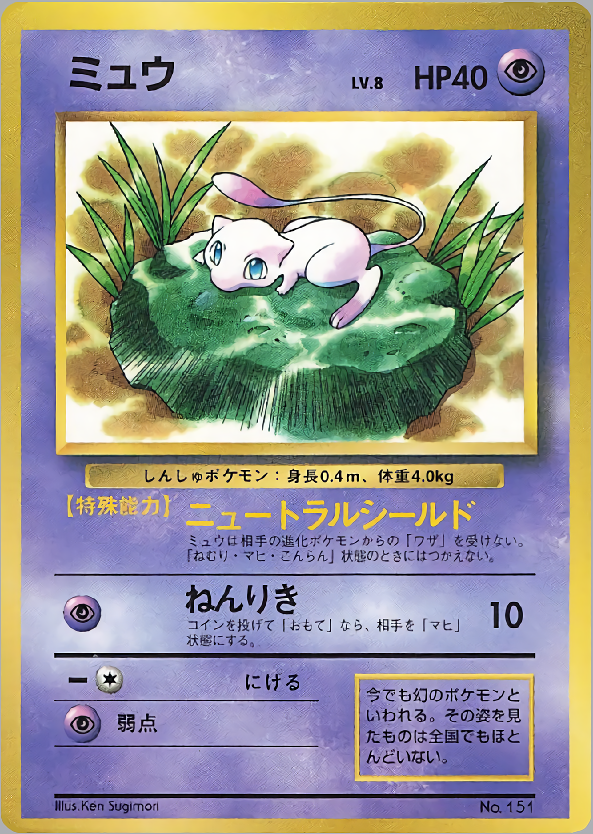 ミュウ LV.8 HP40
しんしゅポケモン：身長0.4m、体重4.0kg
【特殊能力】ニュートラルシールド
ミュウは相手の進化ポケモンからの「ワザ」を受けない。
「ねむり・マヒ・こんらん」状態のときにはつかえない。
ねんりき 10
コインを投げて「おもて」なら、相手を「マヒ」
状態にする。
にげる
弱点
今でも幻のポケモンと
いわれる。その姿を見
たものは全国でもほと
んどいない。
Illus.Ken Sugimori No.151